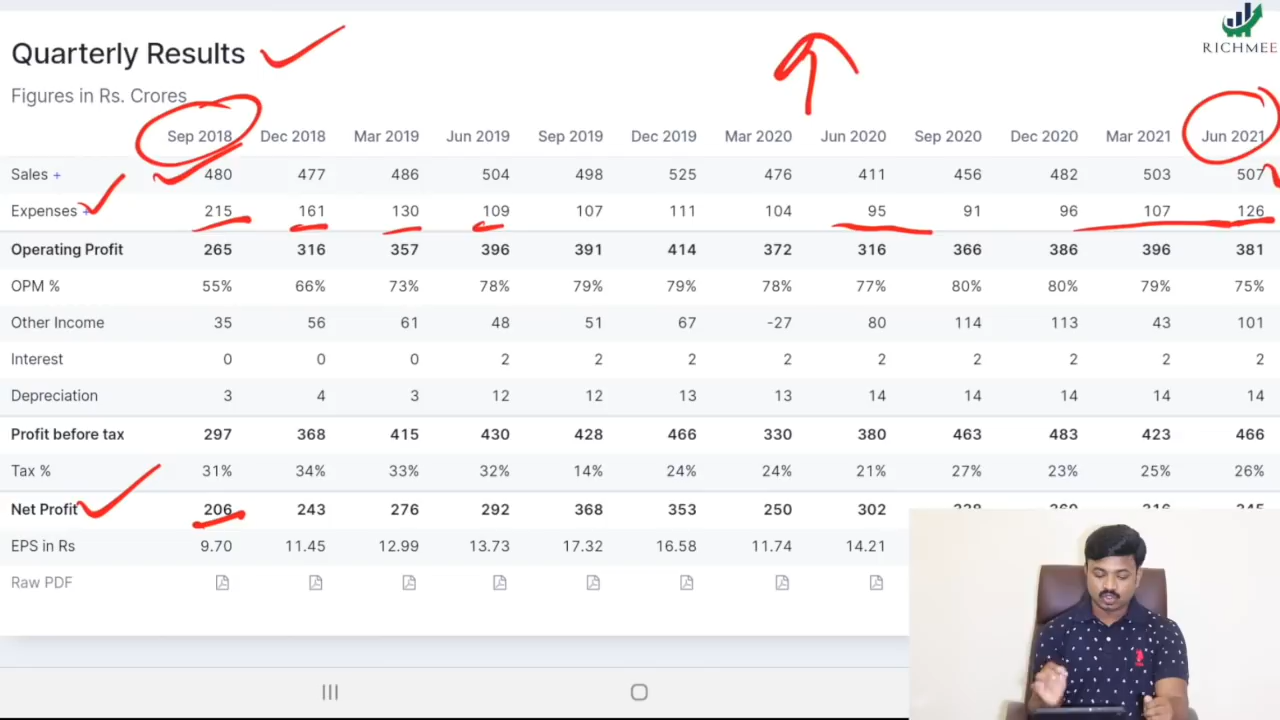 RICHMEE
Quarterly Results
Figures in Rs. Crores
Sep 2018 Dec 2018 Mar 2019 Jun 2019 Sep 2019 Dec 2019 Mar 2020 Jun 2020 Sep 2020 Dec 2020 Mar 2021 Jun 2021
Sales + 480 477 486 504 498 525 476 411 456 482 503 507
Expenses + 215 161 130 109 107 111 104 95 91 96 107 126
Operating Profit 265 316 357 396 391 414 372 316 366 386 396 381
OPM % 55% 66% 73% 78% 79% 79% 78% 77% 80% 80% 79% 75%
Other Income 35 56 61 48 51 67 -27 80 114 113 43 101
Interest 0 0 0 2 2 2 2 2 2 2 2 2
Depreciation 3 4 3 12 12 13 13 14 14 14 14 14
Profit before tax 297 368 415 430 428 466 330 380 463 483 423 466
Tax % 31% 34% 33% 32% 14% 24% 24% 21% 27% 23% 25% 26%
Net Profit 206 243 276 292 368 353 250 302
EPS in Rs 9.70 11.45 12.99 13.73 17.32 16.58 11.74 14.21
Raw PDF